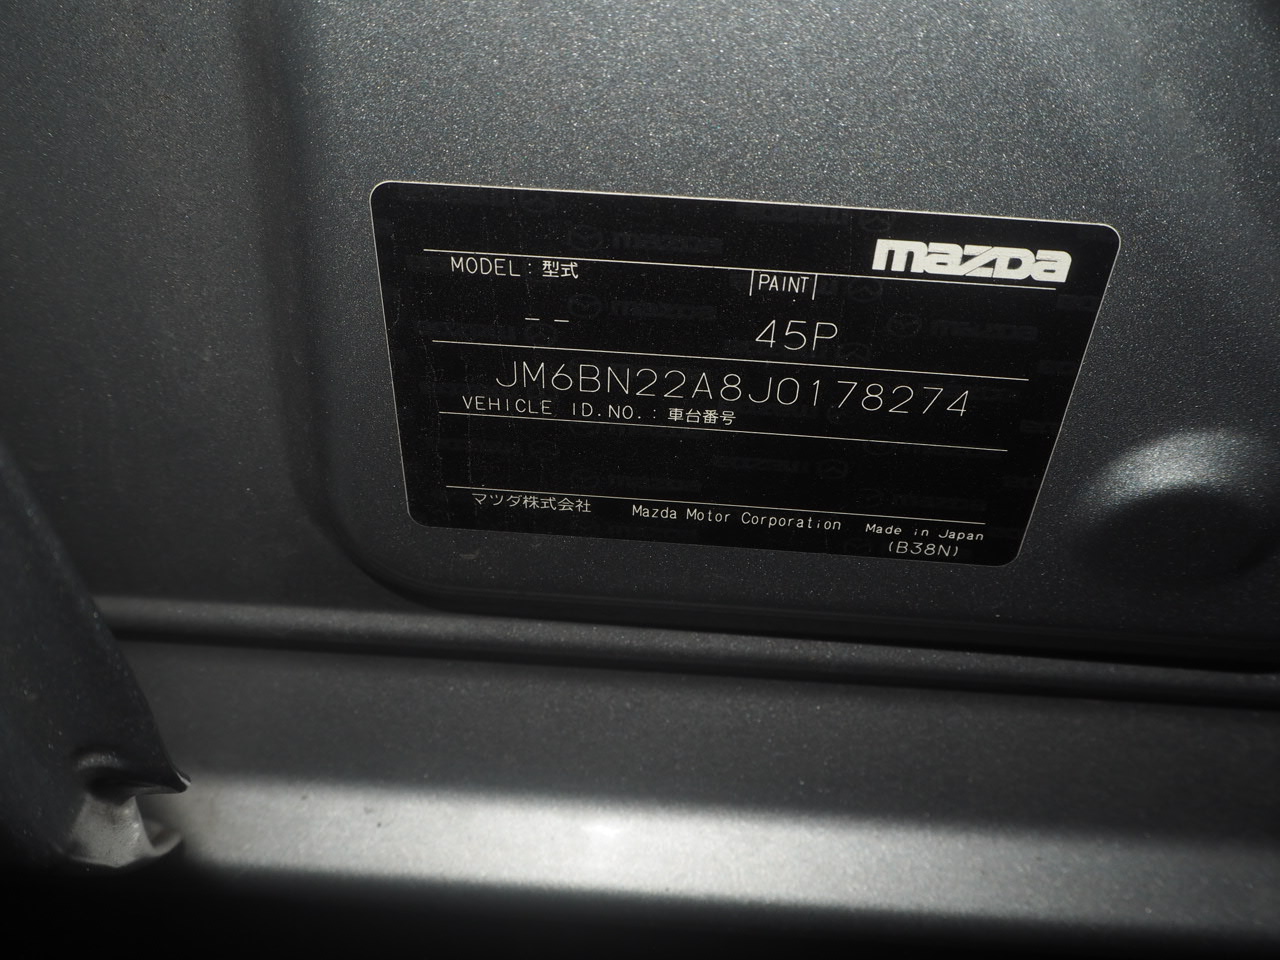 mazda
MODEL : 型式
PAINT
-- 45P
JM6BN22A8J0178274
VEHICLE ID.NO. : 車台番号
マツダ株式会社 Mazda Motor Corporation Made in Japan
(B38N)